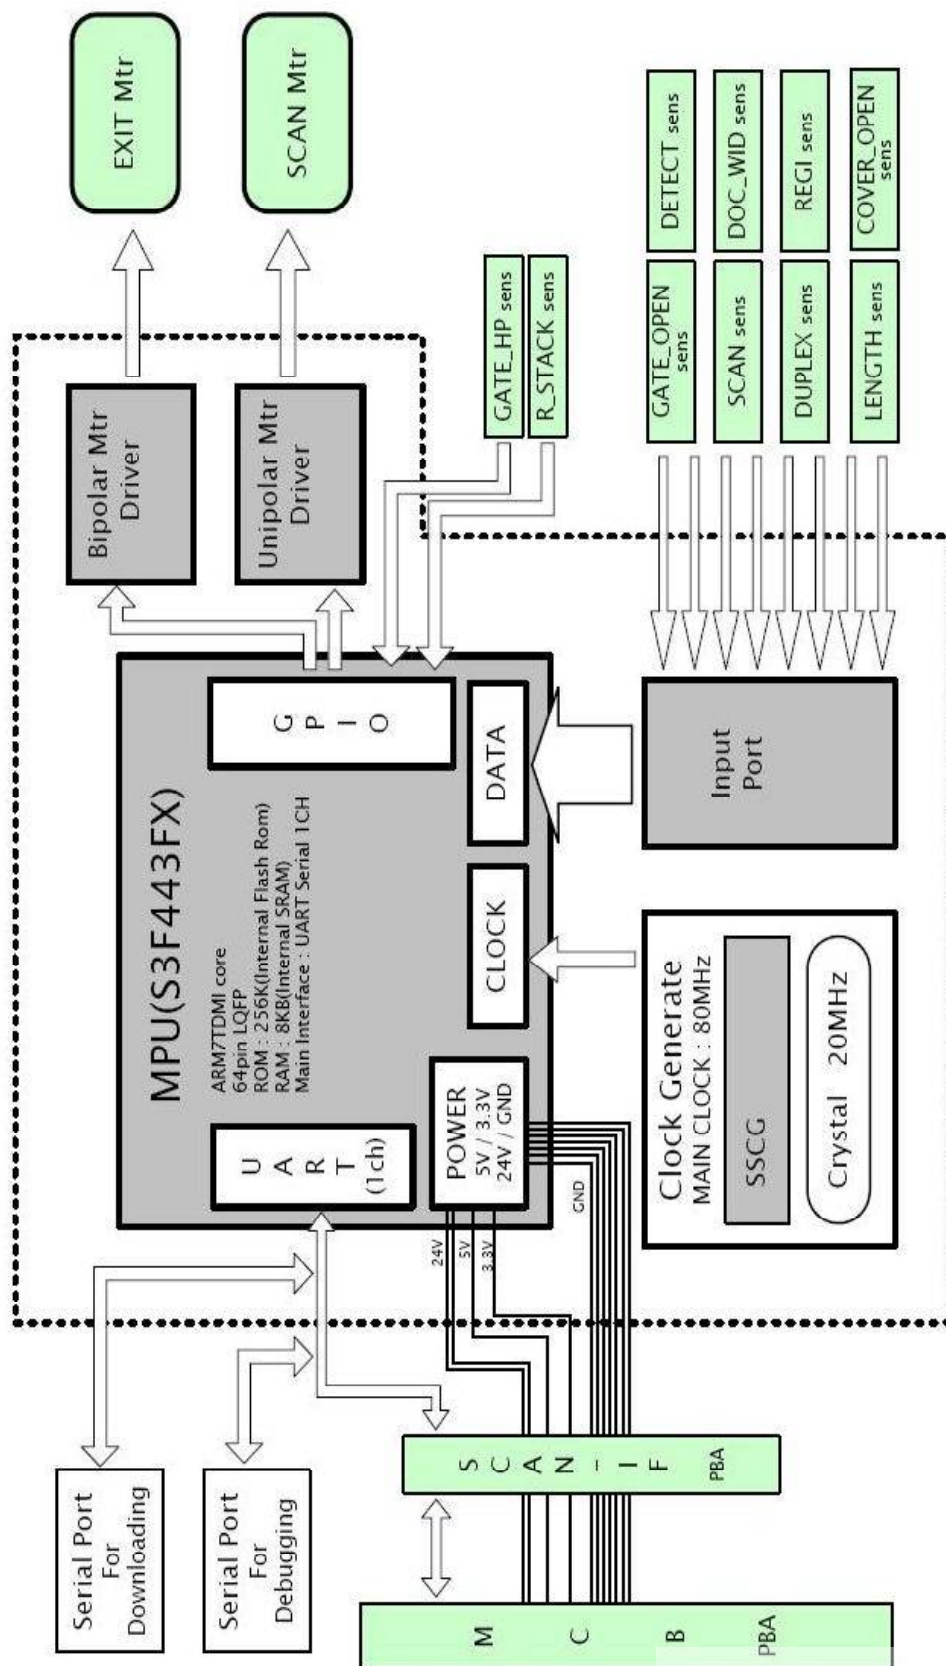 Serial Port
For
Downloading
Serial Port
For
Debugging
M
C
B
PBA
S
C
A
N
-
I
F
PBA
MPU(S3F443FX)
ARM7TDMI core
64pin LQFP
ROM : 256K(Internal Flash Rom)
RAM : 8KB(Internal SRAM)
Main Interface : UART Serial 1CH
U
A
R
T
(1ch)
G
P
I
O
POWER
5V / 3.3V
24V / GND
CLOCK
DATA
24V
5V
3.3V
GND
Clock Generate
MAIN CLOCK : 80MHz
SSCG
Crystal 20MHz
Input
Port
Bipolar Mtr
Driver
Unipolar Mtr
Driver
EXIT Mtr
SCAN Mtr
GATE_HP sens
R_STACK sens
GATE_OPEN
sens
DETECT sens
SCAN sens
DOC_WID sens
DUPLEX sens
REGI sens
LENGTH sens
COVER_OPEN
sens